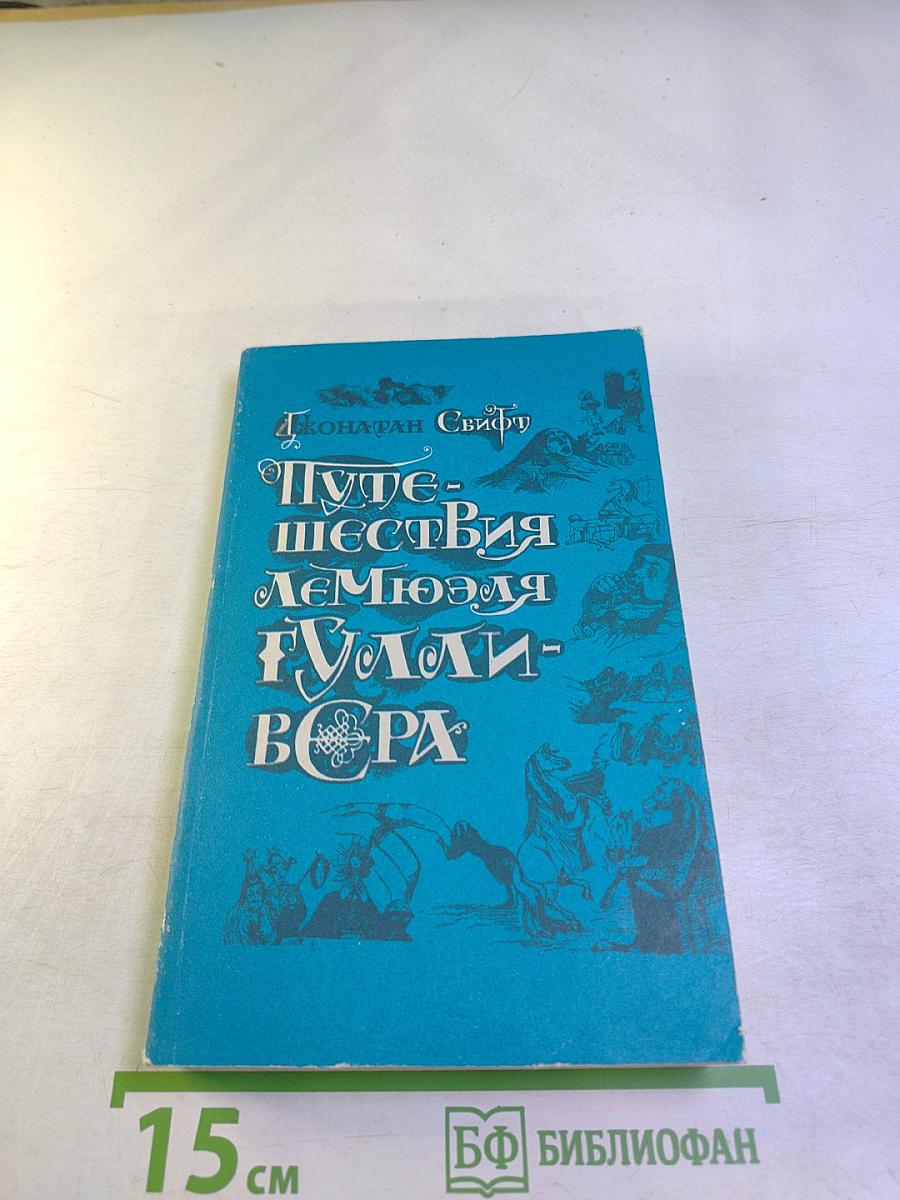 Джонатан Свифт
Путе-
шествия
Лемюэля
Гулли-
вера
15 см
БФ БИБЛИОФАН